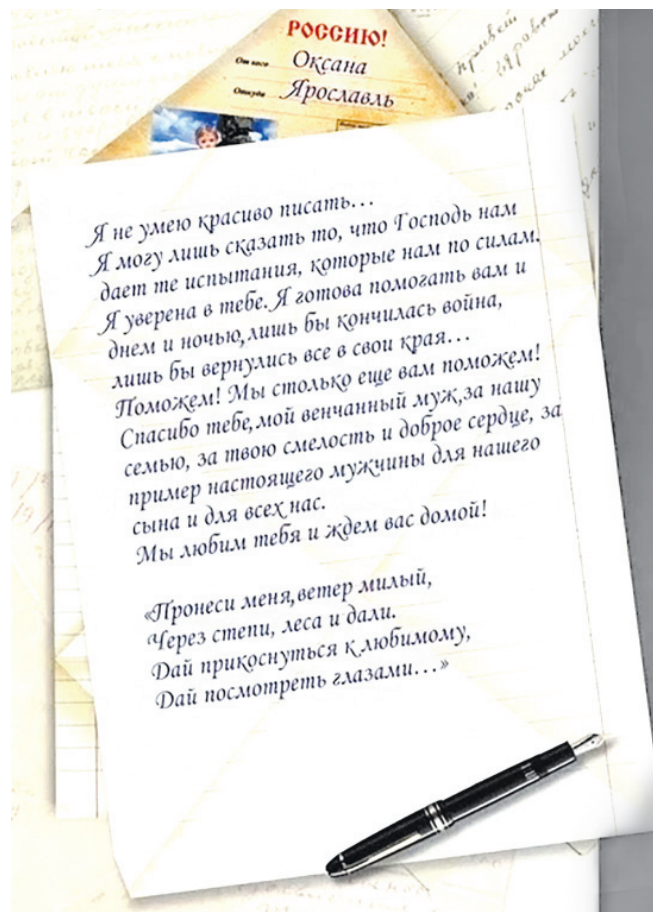 РОССИЮ!
От кого Оксана
Откуда Ярославль
Я не умею красиво писать...
Я могу лишь сказать то, что Господь нам
дает те испытания, которые нам по силам.
Я уверена в тебе. Я готова помогать вам и
днем и ночью,лишь бы кончилась война,
лишь бы вернулись все в свои края...
Поможем! Мы столько еще вам поможем!
Спасибо тебе,мой венчанный муж,за нашу
семью, за твою смелость и доброе сердце, за
пример настоящего мужчины для нашего
сына и для всех нас.
Мы любим тебя и ждем вас домой!
«Пронеси меня,ветер милый,
Через степи, леса и дали.
Дай прикоснуться к любимому,
Дай посмотреть глазами...»